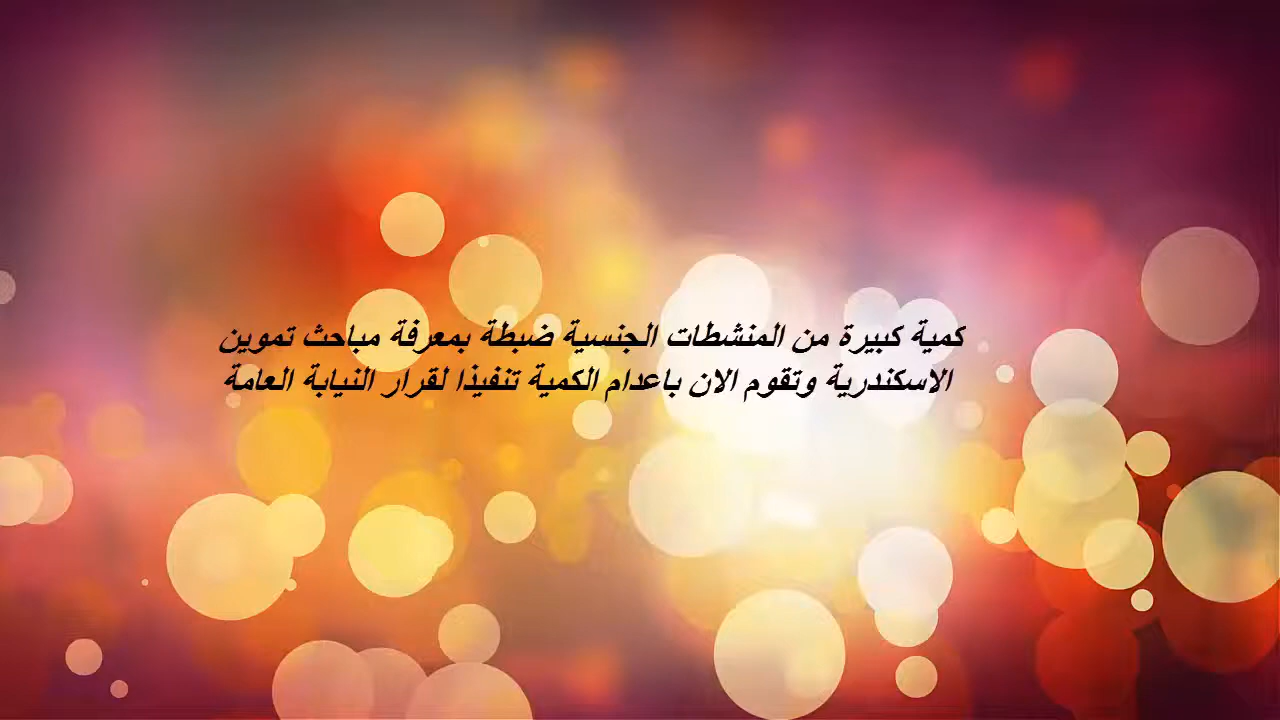 كمية كبيرة من المنشطات الجنسية ضبطة بمعرفة مباحث تموين
الاسكندرية وتقوم الان باعدام الكمية تنفيذا لقرار النيابة العامة